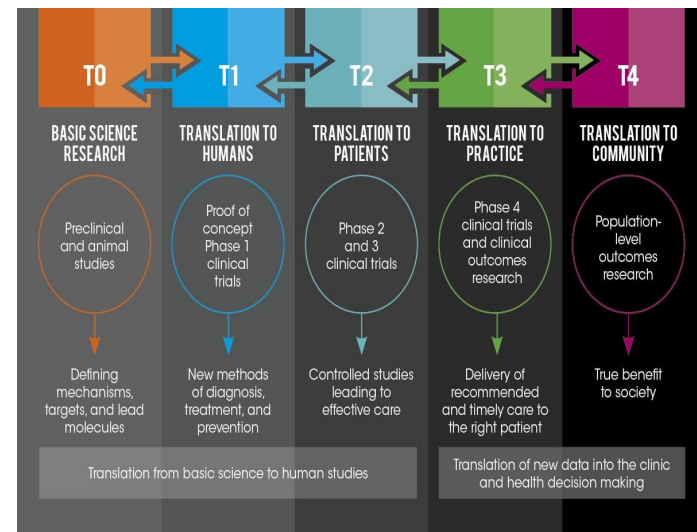 T0
T1
T2
T3
T4
BASIC SCIENCE
RESEARCH
TRANSLATION TO
HUMANS
TRANSLATION TO
PATIENTS
TRANSLATION TO
PRACTICE
TRANSLATION TO
COMMUNITY
Preclinical
and animal
studies
Proof of
concept
Phase 1
clinical
trials
Phase 2
and 3
clinical trials
Phase 4
clinical trials
and clinical
outcomes
research
Population-
level
outcomes
research
Defining
mechanisms,
targets, and lead
molecules
New methods
of diagnosis,
treatment, and
prevention
Controlled studies
leading to
effective care
Delivery of
recommended
and timely care to
the right patient
True benefit
to society
Translation from basic science to human studies
Translation of new data into the clinic
and health decision making